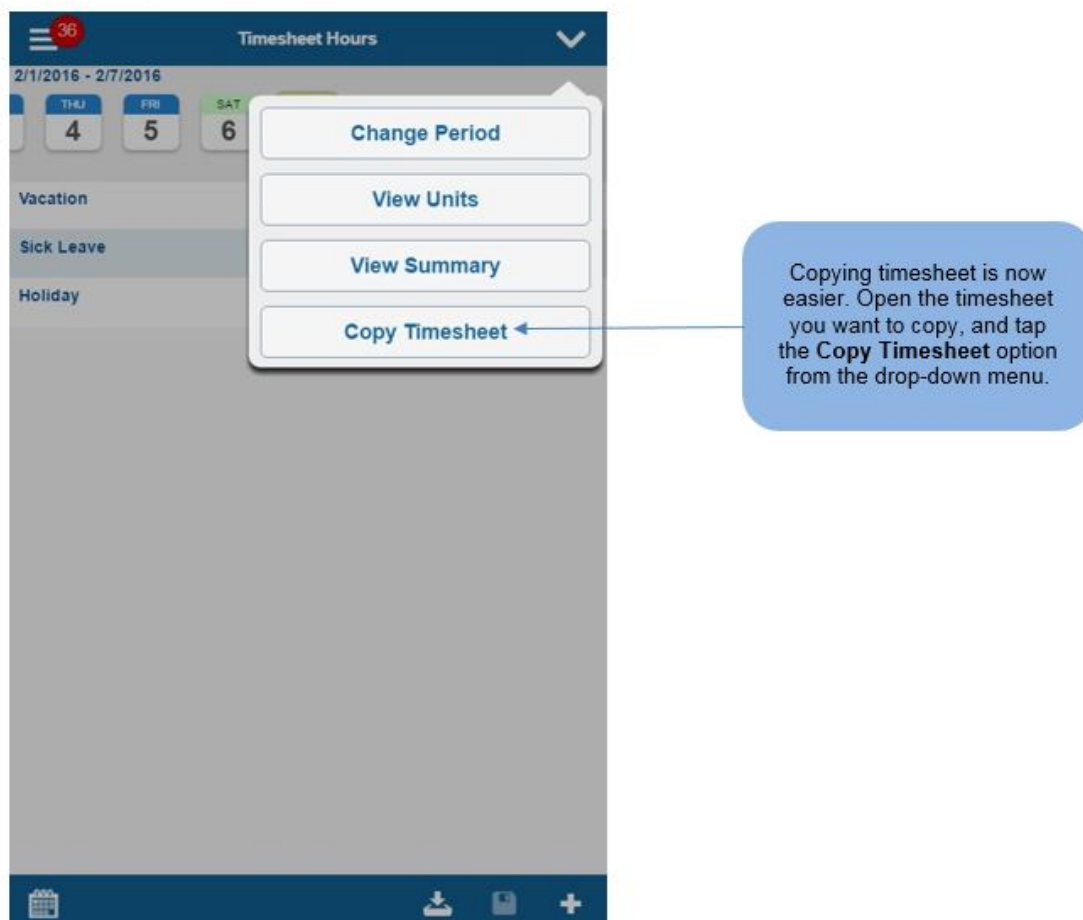 36
Timesheet Hours
2/1/2016 - 2/7/2016
THU
4
FRI
5
SAT
6
Vacation
Sick Leave
Holiday
Change Period
View Units
View Summary
Copy Timesheet
Copying timesheet is now
easier. Open the timesheet
you want to copy, and tap
the Copy Timesheet option
from the drop-down menu.